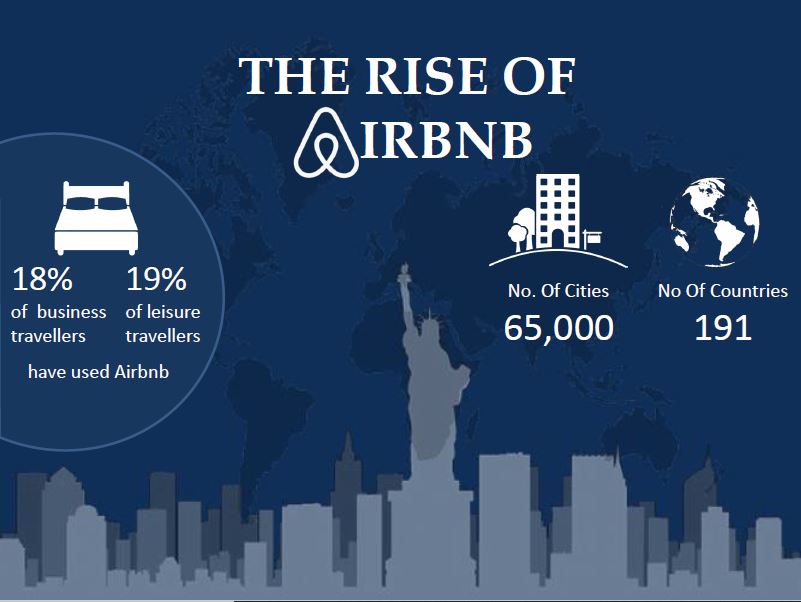 THE RISE OF
AIRBNB
18%
of business
travellers
19%
of leisure
travellers
have used Airbnb
No. Of Cities
65,000
No Of Countries
191